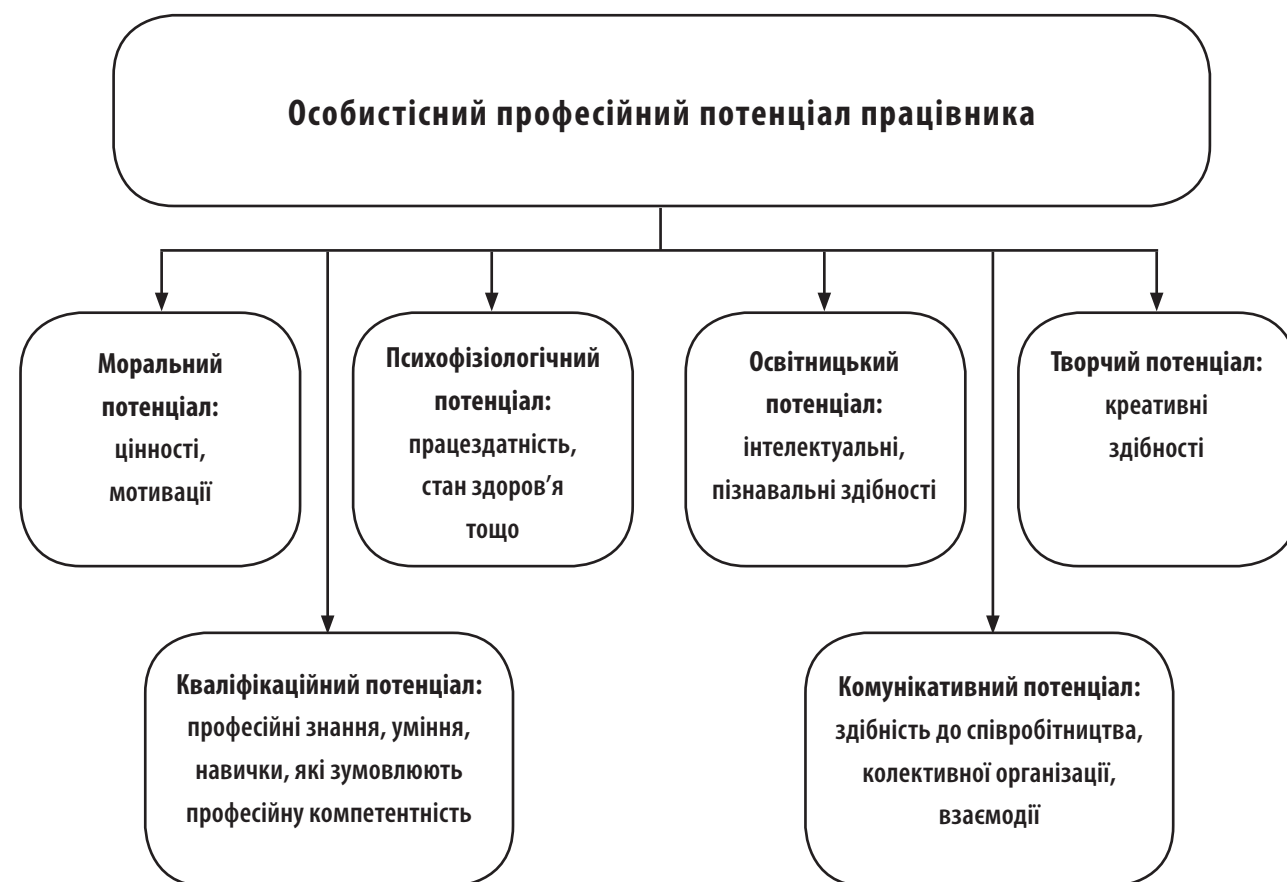 Особистісний професійний потенціал працівника
Моральний
потенціал:
цінності,
мотивації
Психофізіологічний
потенціал:
працездатність,
стан здоров’я
тощо
Освітницький
потенціал:
інтелектуальні,
пізнавальні здібності
Творчий потенціал:
креативні
здібності
Кваліфікаційний потенціал:
професійні знання, уміння,
навички, які зумовлюють
професійну компетентність
Комунікативний потенціал:
здібність до співробітництва,
колективної організації,
взаємодії